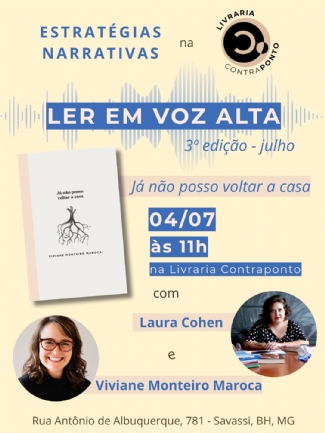 ESTRATÉGIAS
NARRATIVAS
na
LIVRARIA
CONTRAPONTO
LER EM VOZ ALTA
3º edição - julho
Já não posso
voltar a casa
VIVIANE MONTEIRO MAROCA
Já não posso voltar a casa
04/07
às 11h
na Livraria Contraponto
com
Laura Cohen
e
Viviane Monteiro Maroca
Rua Antônio de Albuquerque, 781 - Savassi, BH, MG